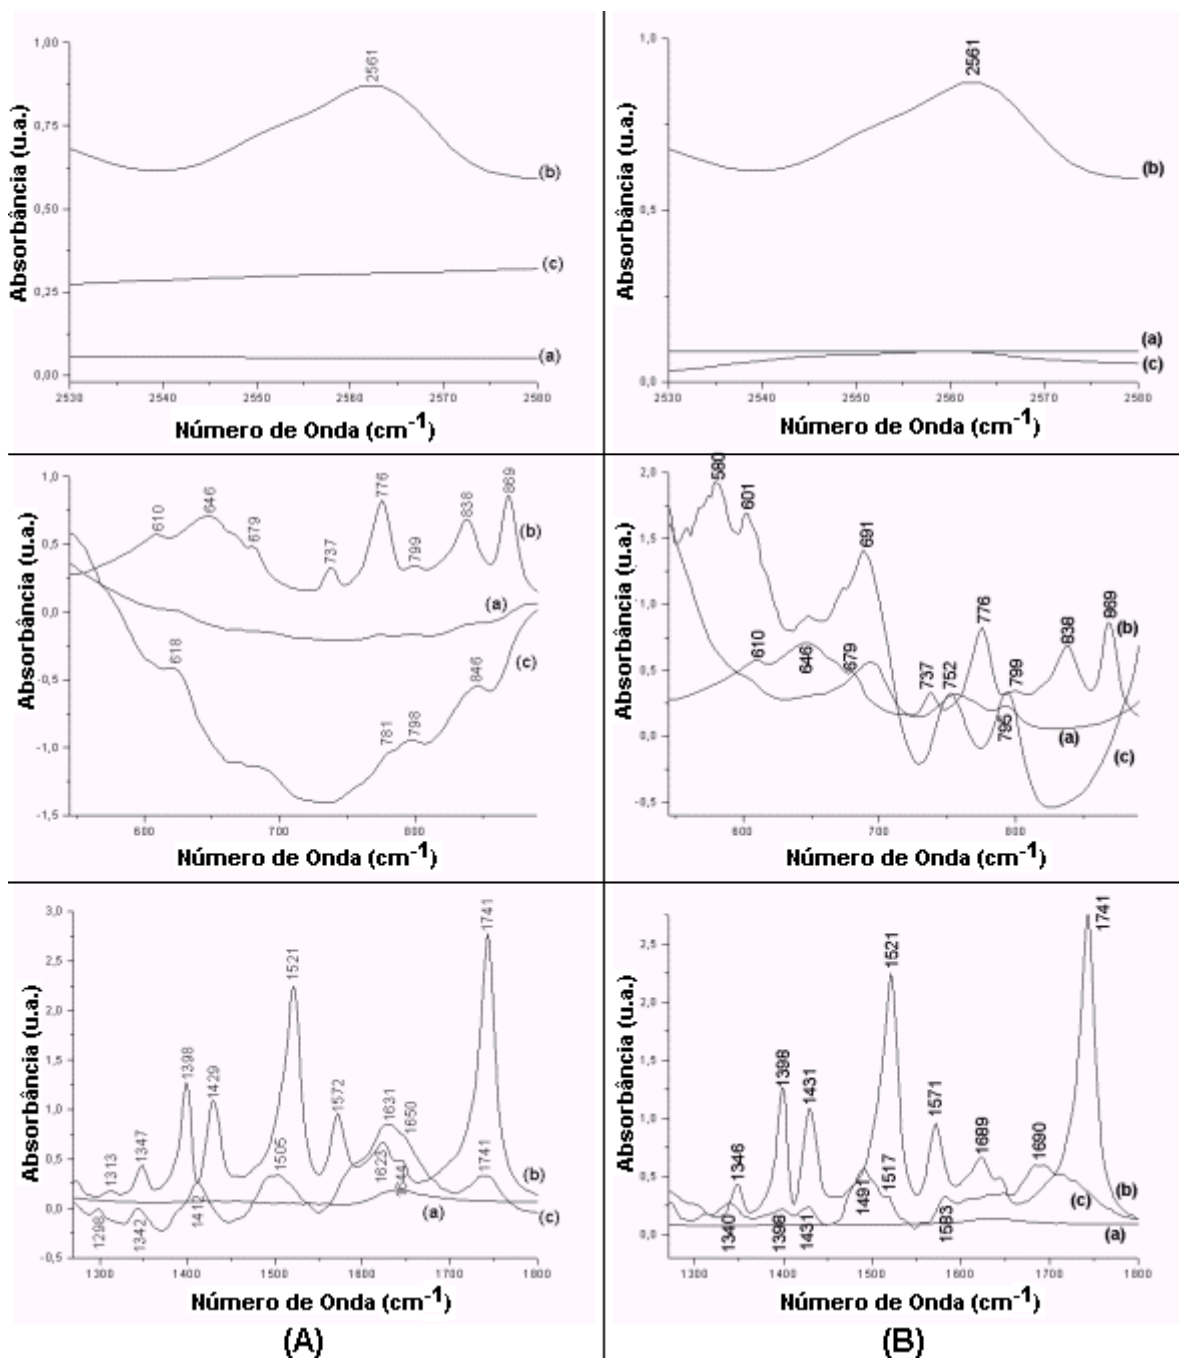 1,00
0,75
0,50
0,25
0,00
Absorbância (u.a.)
2561
(b)
(c)
(a)
2530 2540 2550 2560 2570 2580
Número de Onda (cm-1)
1,0
0,5
0,0
Absorbância (u.a.)
2561
(b)
(a)
(c)
2530 2540 2550 2560 2570 2580
Número de Onda (cm-1)
1,0
0,5
0,0
-0,5
-1,0
-1,5
Absorbância (u.a.)
610 646 679 737 776 799 838 869
(b)
(a)
618 781 798 846
(c)
600 700 800
Número de Onda (cm-1)
2,0
1,5
1,0
0,5
0,0
-0,5
Absorbância (u.a.)
580 601 691
610 646 679 737 752 776 795 799 838 869
(b)
(a)
(c)
600 700 800
Número de Onda (cm-1)
3,0
2,5
2,0
1,5
1,0
0,5
0,0
-0,5
Absorbância (u.a.)
1313 1347 1398 1429 1521 1572 1631 1650 1741
1298 1342 1412 1505 1623 1644 1741
(b)
(a)
(c)
1300 1400 1500 1600 1700 1800
Número de Onda (cm-1)
(A)
2,5
2,0
1,5
1,0
0,5
0,0
Absorbância (u.a.)
1346 1398 1431 1521 1571 1689 1690 1741
1340 1398 1431 1491 1517 1583
(c)
(b)
(a)
1300 1400 1500 1600 1700 1800
Número de Onda (cm-1)
(B)